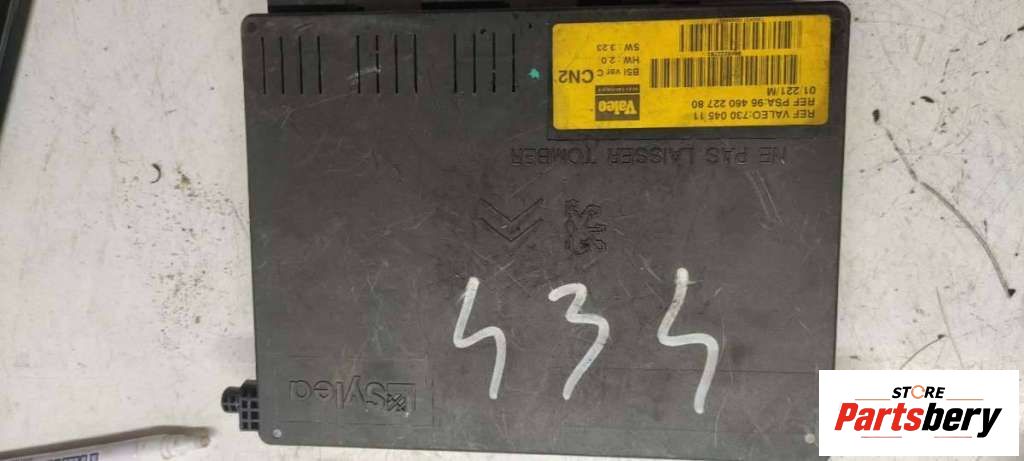 REF VALEO:730 045 11
REF PSA:96 460 227 80
01 221/M
BSI var C CN2
HW : 2.0
SW : 3.23
Valeo
NE PAS LAISSER TOMBER
Sylea
434
STORE
Partsbery